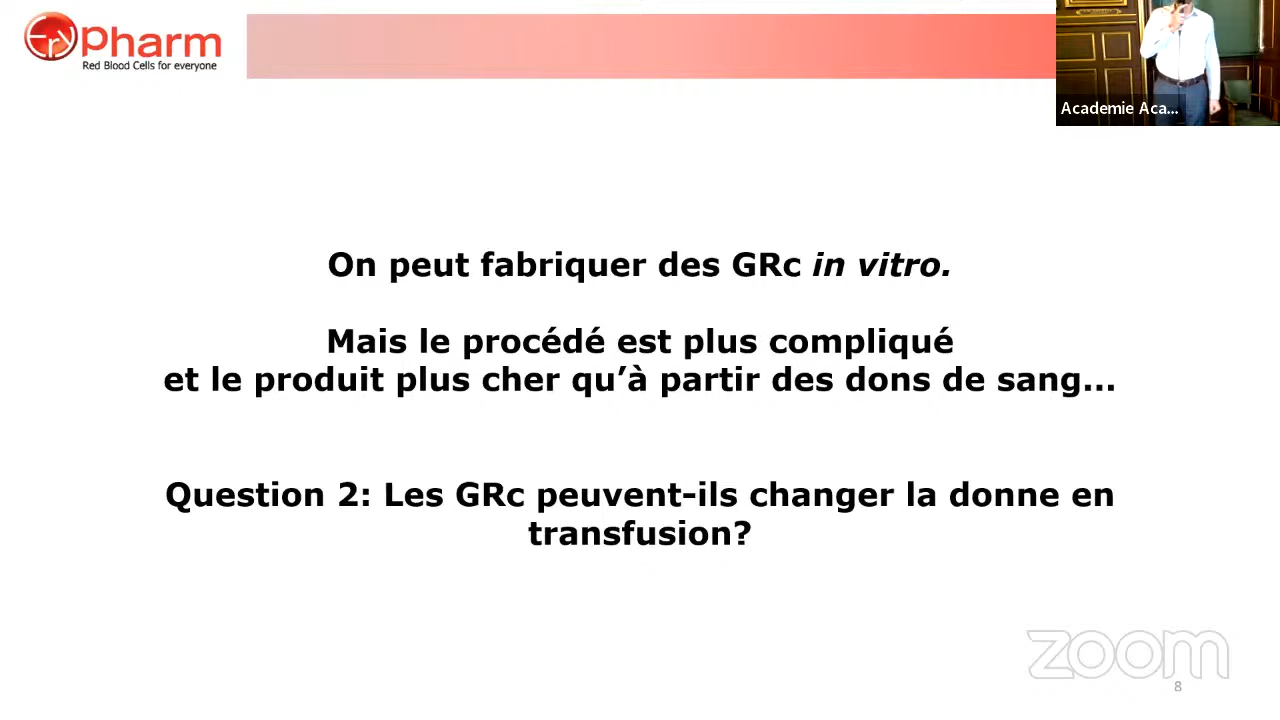 EryPharm
Red Blood Cells for everyone
Academie Aca...
On peut fabriquer des GRc in vitro.
Mais le procédé est plus compliqué
et le produit plus cher qu’à partir des dons de sang...
Question 2: Les GRc peuvent-ils changer la donne en
transfusion?
zoom
8